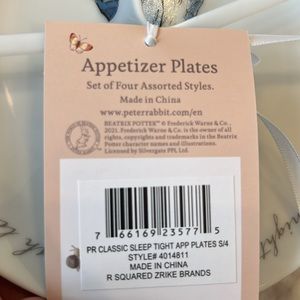 Appetizer Plates
Set of Four Assorted Styles.
Made in China
www.peterrabbit.com/en
BEATRIX POTTER™ © Frederick Warne & Co.,
2021. Frederick Warne & Co. is the owner of all
rights, copyrights and trademarks in the Beatrix
Potter character names and illustrations.
Licensed by Silvergate PPL Ltd.
7 66169 23577 5
PR CLASSIC SLEEP TIGHT APP PLATES S/4
STYLE# 4014811
MADE IN CHINA
R SQUARED ZRIKE BRANDS
night